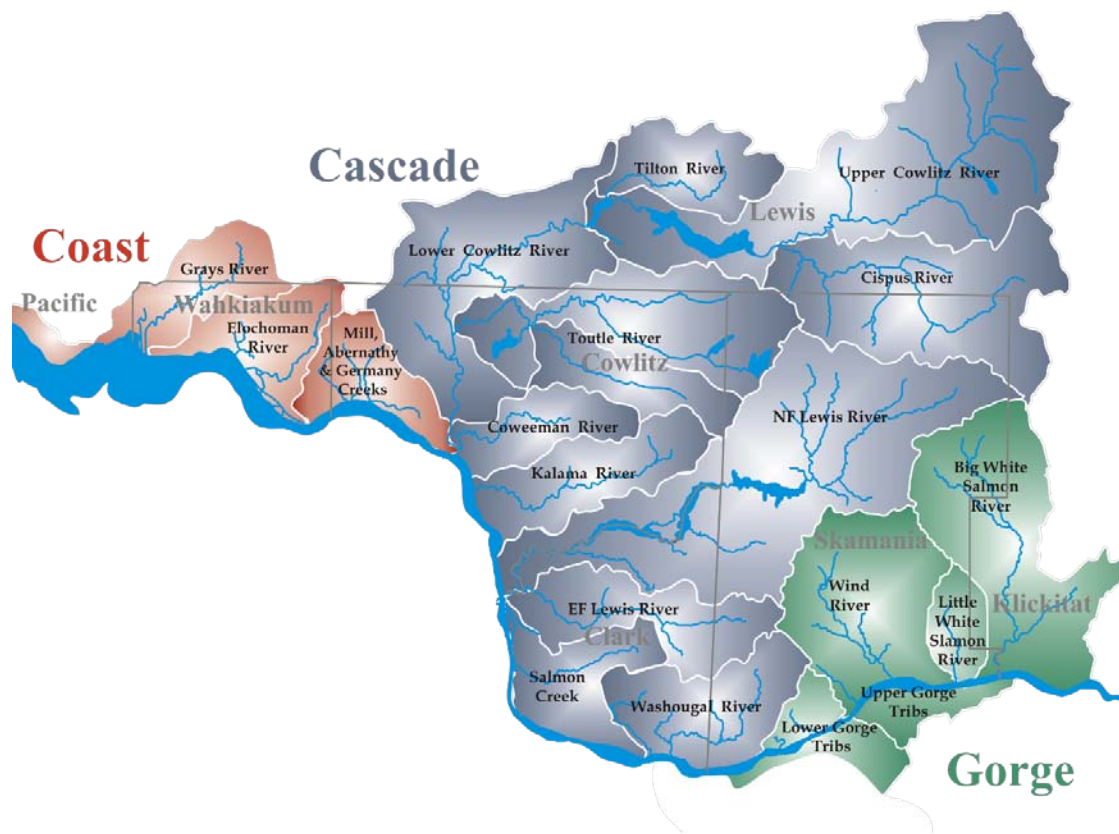 Cascade
Tilton River
Upper Cowlitz River
Lewis
Coast
Lower Cowlitz River
Grays River
Cispus River
Pacific
Wahkiakum
Elochoman
River
Mill,
Abernathy
& Germany
Creeks
Toutle River
Cowlitz
NF Lewis River
Coweeman River
Kalama River
Big White
Salmon
River
Skamania
Wind
River
Little
White
Slamon
River
Klickitat
EF Lewis River
Clark
Salmon
Creek
Washougal River
Upper Gorge
Tribs
Lower Gorge
Tribs
Gorge